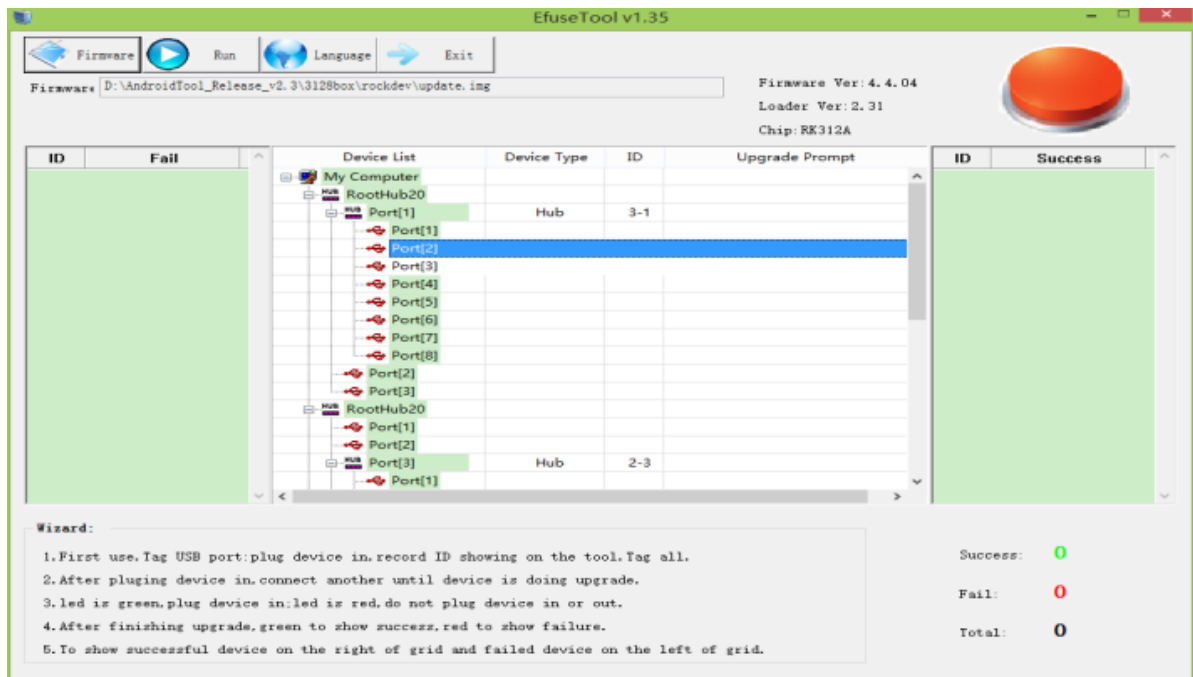 EfuseTool v1.35
Firmware Run Language Exit
Firmware D:\AndroidTool_Release_v2.3\3128box\rockdev\update.img
Firmware Ver:4.4.04
Loader Ver:2.31
Chip:RK312A
ID Fail
Device List Device Type ID Upgrade Prompt
My Computer
HUB RootHub20
HUB Port[1] Hub 3-1
Port[1]
Port[2]
Port[3]
Port[4]
Port[5]
Port[6]
Port[7]
Port[8]
Port[2]
Port[3]
HUB RootHub20
Port[1]
Port[2]
HUB Port[3] Hub 2-3
Port[1]
ID Success
Wizard:
1.First use.Tag USB port:plug device in.record ID showing on the tool.Tag all.
2.After pluging device in.connect another until device is doing upgrade.
3.led is green,plug device in;led is red,do not plug device in or out.
4.After finishing upgrade,green to show success,red to show failure.
5.To show successful device on the right of grid and failed device on the left of grid.
Success: 0
Fail: 0
Total: 0